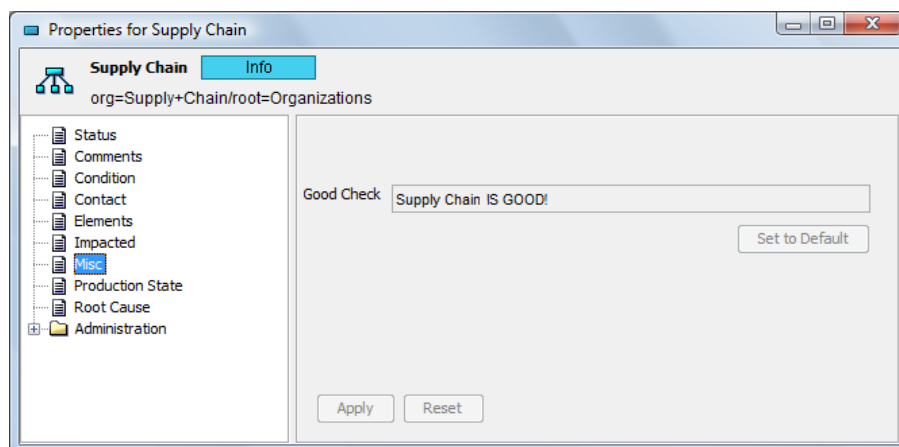 Properties for Supply Chain
Supply Chain Info
org=Supply+Chain/root=Organizations
Status
Comments
Condition
Contact
Elements
Impacted
Misc
Production State
Root Cause
Administration
Good Check Supply Chain IS GOOD!
Set to Default
Apply Reset